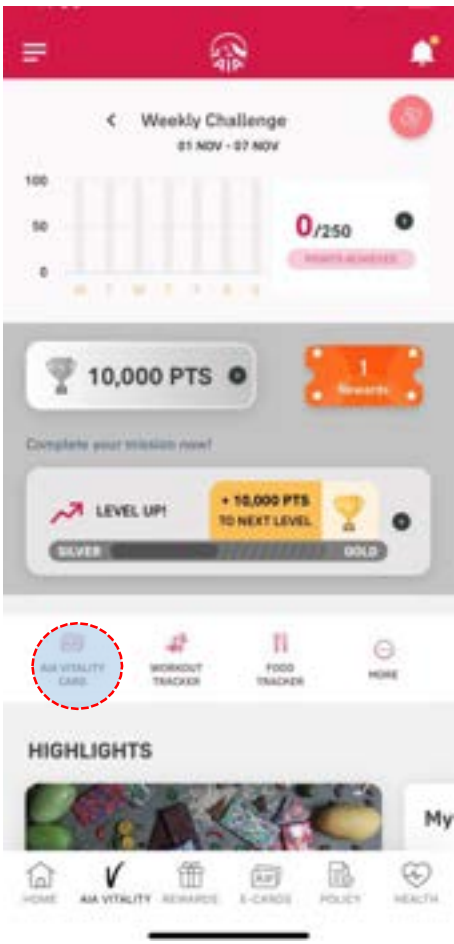 AIA
Weekly Challenge
01 NOV - 07 NOV
100
50
0
M T W T F S S
0/250
POINTS ACHIEVED
10,000 PTS
1
Rewards
Complete your mission now!
LEVEL UP!
+ 10,000 PTS
TO NEXT LEVEL
SILVER
GOLD
AIA VITALITY
CARD
WORKOUT
TRACKER
FOOD
TRACKER
MORE
HIGHLIGHTS
My
HOME
AIA VITALITY
REWARDS
E-CARDS
POLICY
HEALTH